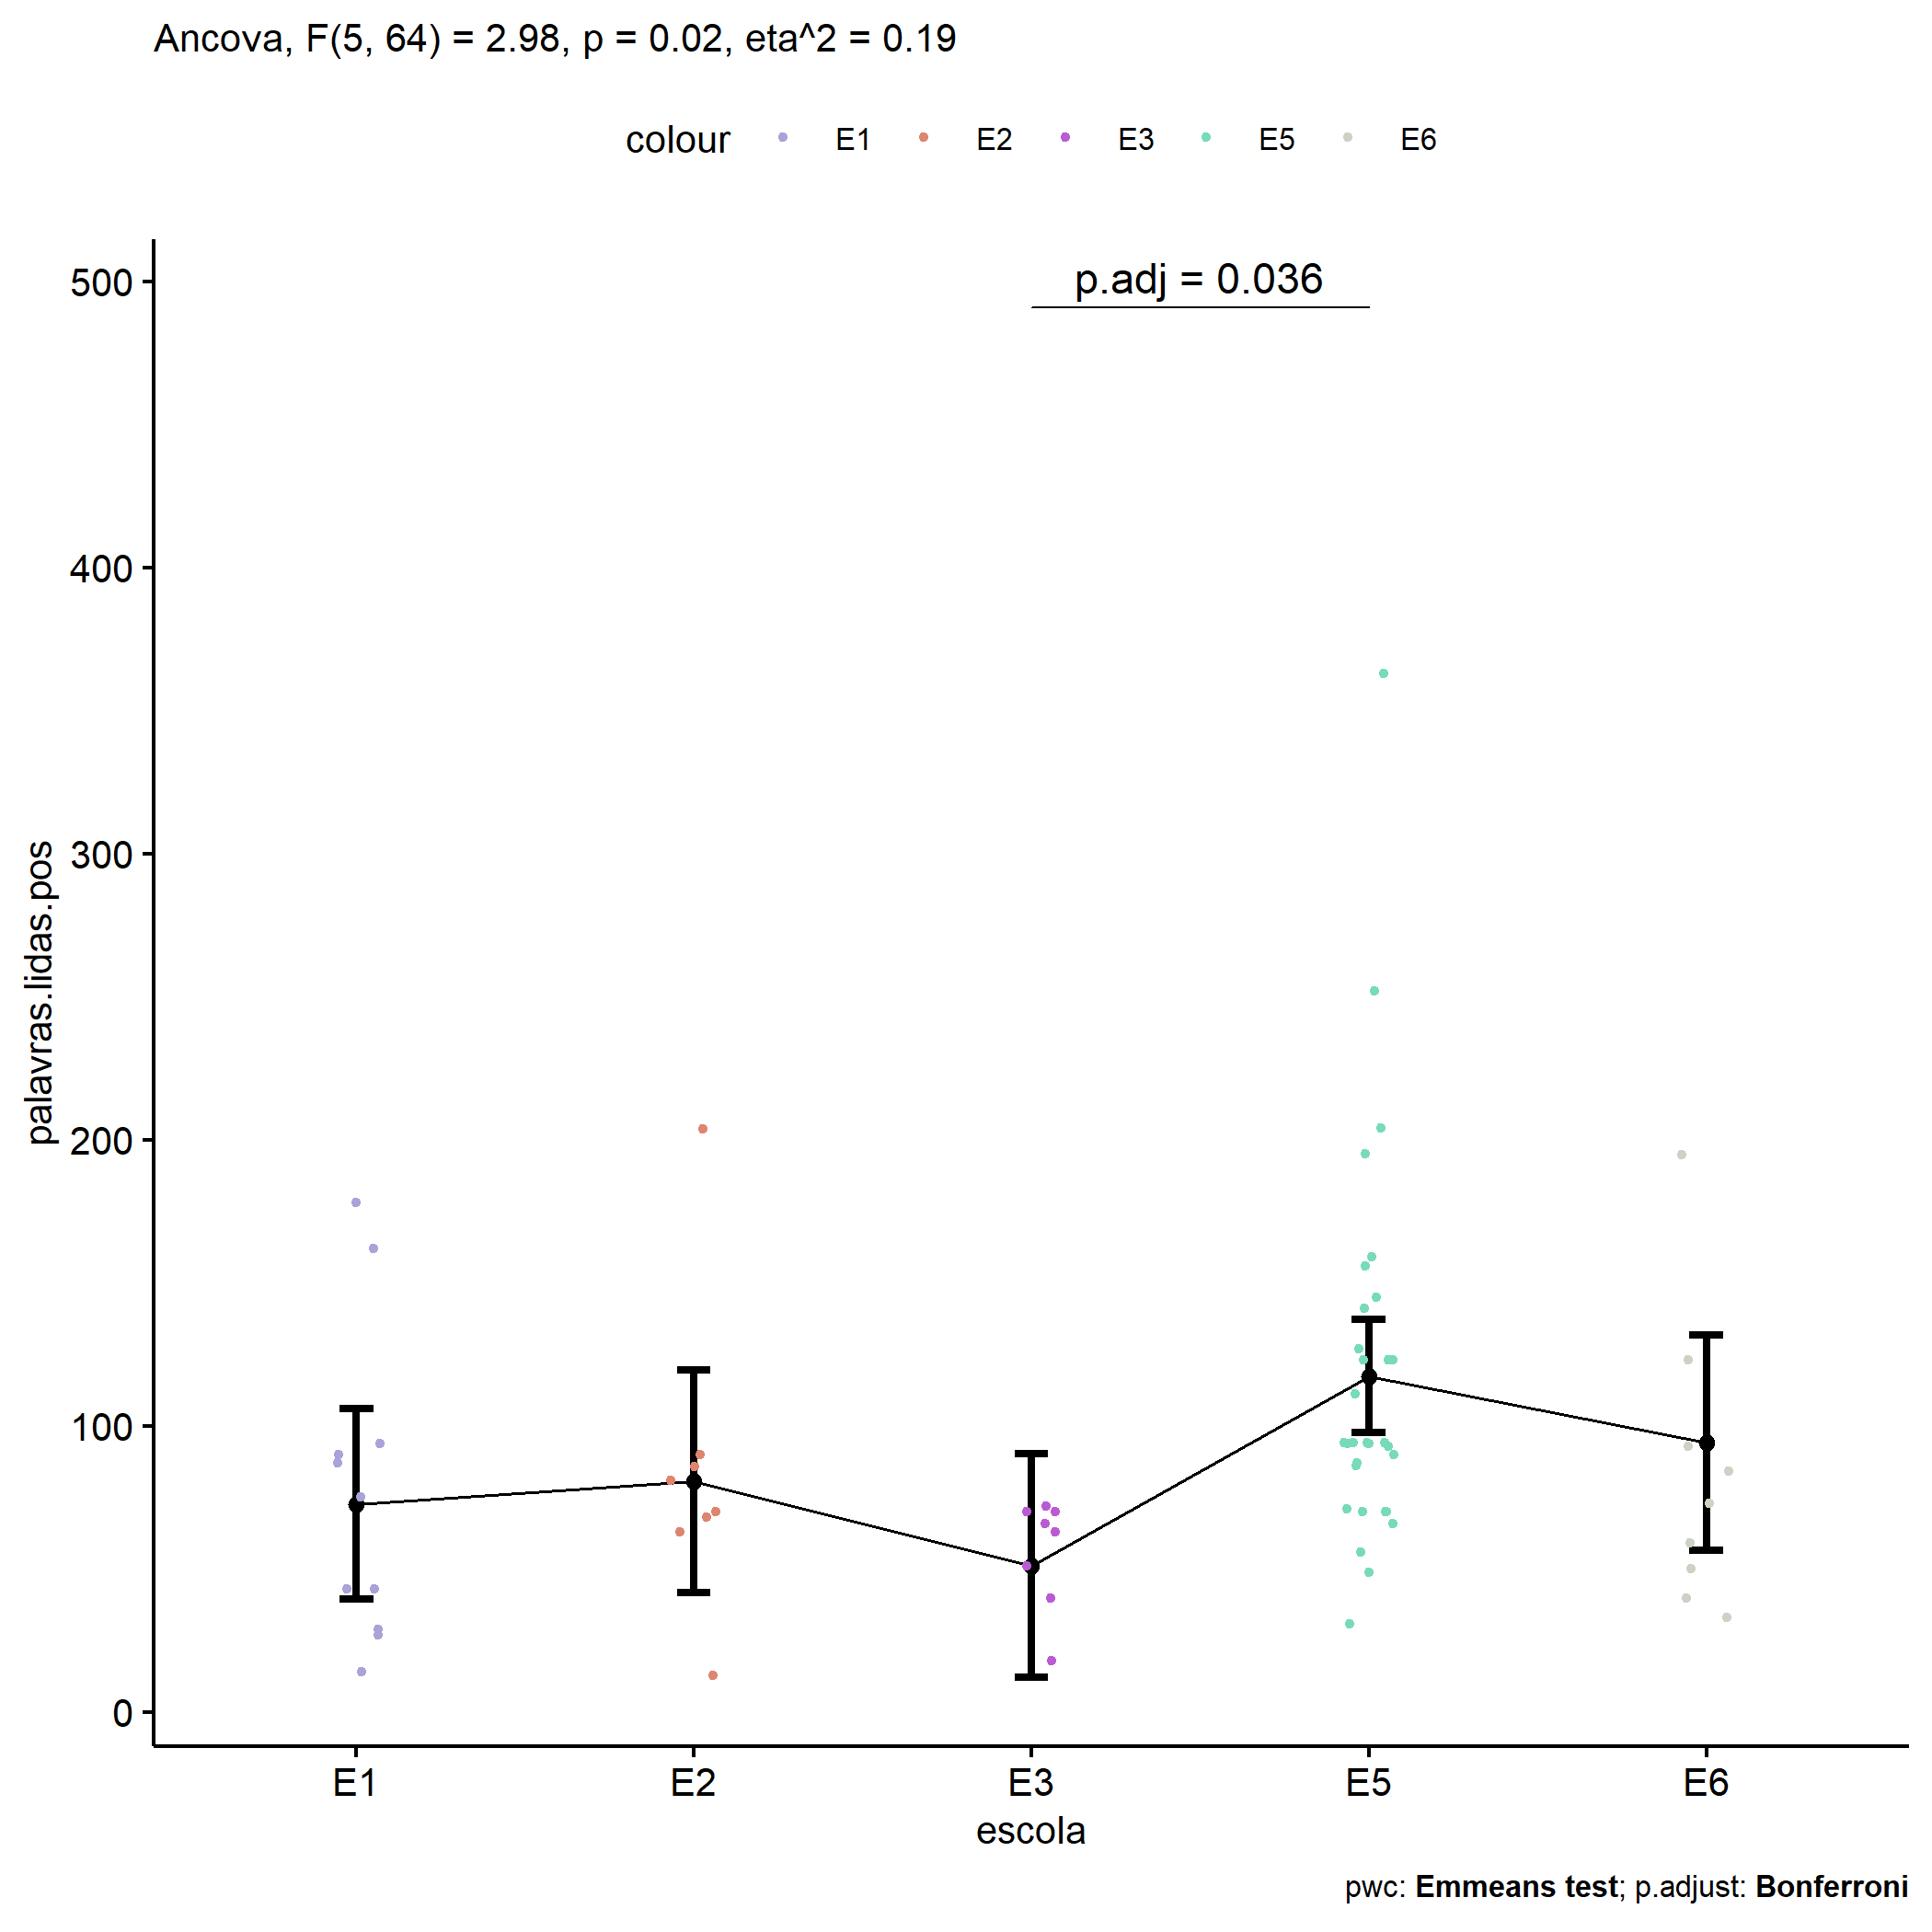 Ancova, F(5, 64) = 2.98, p = 0.02, eta^2 = 0.19
colour E1 E2 E3 E5 E6
p.adj = 0.036
500
400
300
200
100
0
palavras.lidas.pos
E1 E2 E3 E5 E6
escola
pwc: Emmeans test; p.adjust: Bonferroni